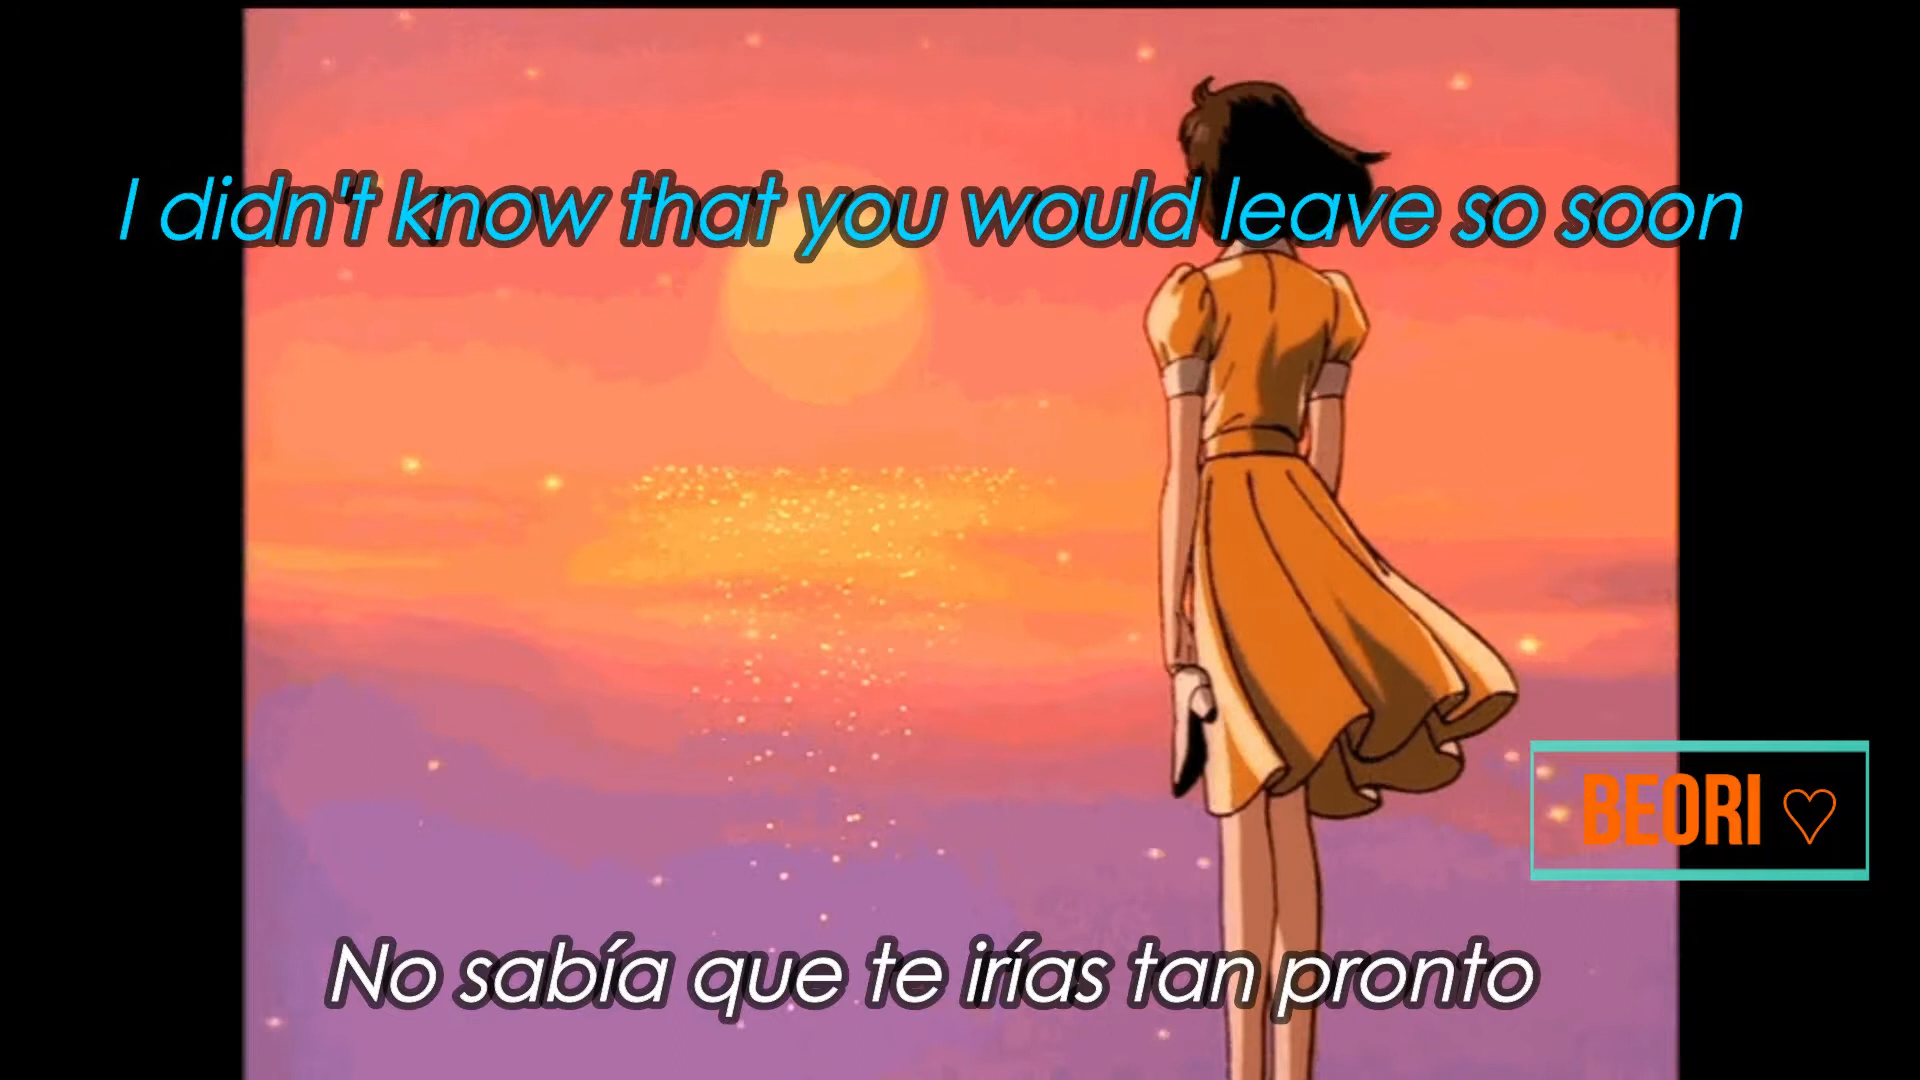 I didn't know that you would leave so soon
BEORI ♡
No sabía que te irías tan pronto